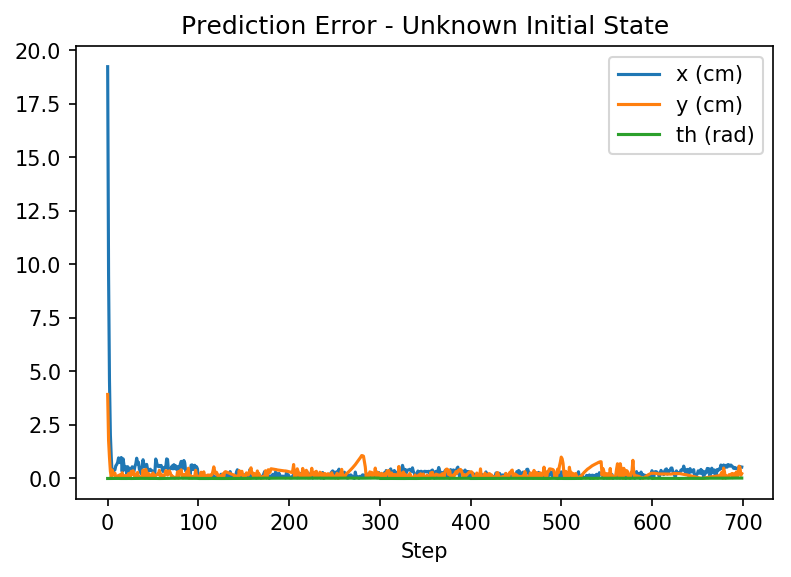 Prediction Error - Unknown Initial State
20.0
17.5
15.0
12.5
10.0
7.5
5.0
2.5
0.0
x (cm)
y (cm)
th (rad)
0 100 200 300 400 500 600 700
Step